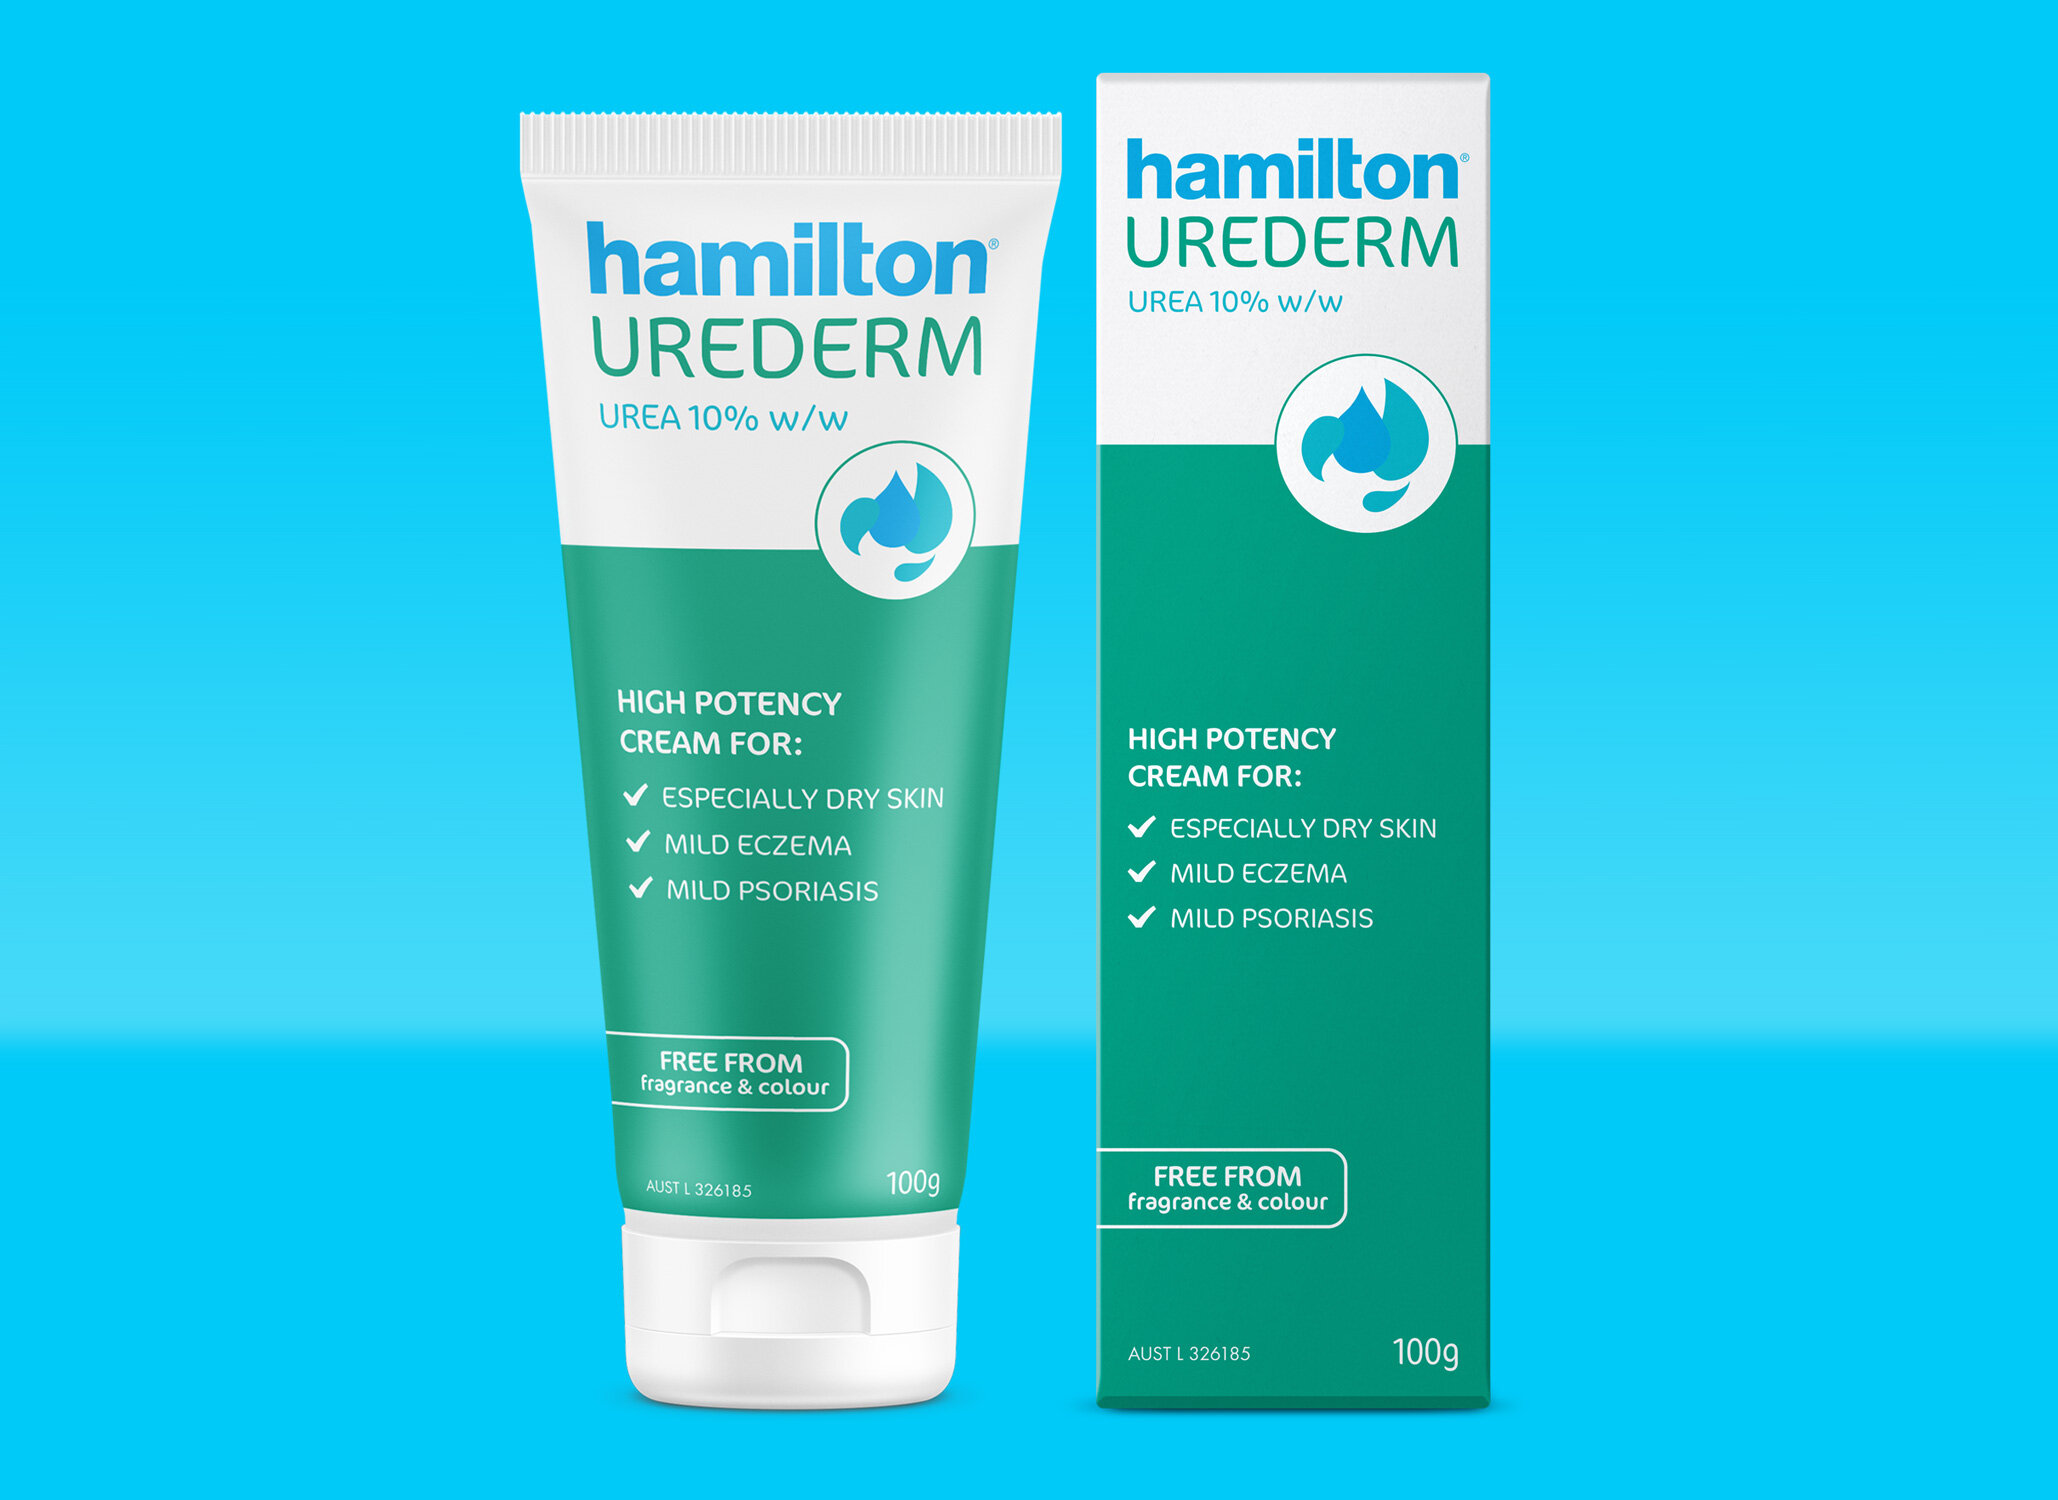 hamilton®
UREDERM
UREA 10% w/w
HIGH POTENCY
CREAM FOR:
✓ ESPECIALLY DRY SKIN
✓ MILD ECZEMA
✓ MILD PSORIASIS
FREE FROM
fragrance & colour
AUST L 326185
100g
hamilton®
UREDERM
UREA 10% w/w
HIGH POTENCY
CREAM FOR:
✓ ESPECIALLY DRY SKIN
✓ MILD ECZEMA
✓ MILD PSORIASIS
FREE FROM
fragrance & colour
AUST L 326185
100g